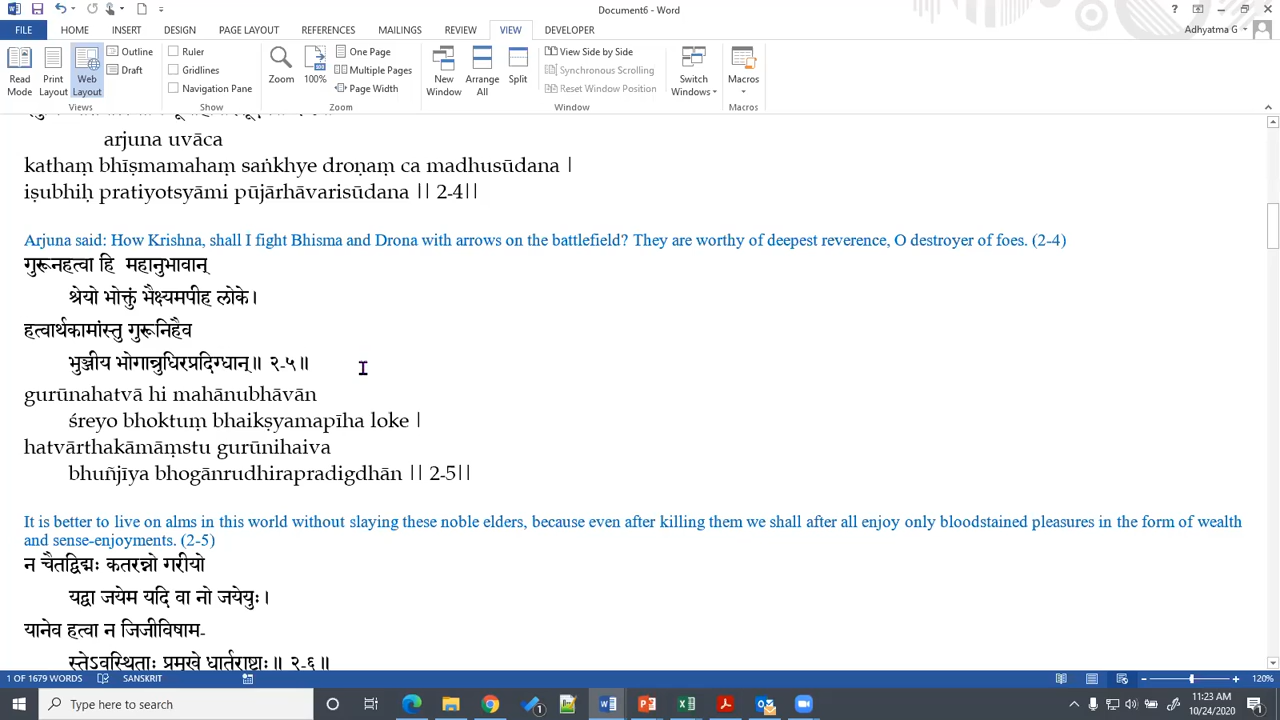 Document6 - Word
FILE HOME INSERT DESIGN PAGE LAYOUT REFERENCES MAILINGS REVIEW VIEW DEVELOPER
Adhyatma G
Read Mode
Print Layout
Web Layout
Outline
Draft
Views
Ruler
Gridlines
Navigation Pane
Show
Zoom
100%
One Page
Multiple Pages
Page Width
Zoom
New Window
Arrange All
Split
View Side by Side
Synchronous Scrolling
Reset Window Position
Window
Switch Windows
Macros
Macros
arjuna uvāca
kathaṃ bhīṣmamahaṃ saṅkhye droṇaṃ ca madhusūdana |
iṣubhiḥ pratiyotsyāmi pūjārhāvarisūdana || 2-4||
Arjuna said: How Krishna, shall I fight Bhisma and Drona with arrows on the battlefield? They are worthy of deepest reverence, O destroyer of foes. (2-4)
गुरूनहत्वा हि महानुभावान्
श्रेयो भोक्तुं भैक्ष्यमपीह लोके।
हत्वार्थकामांस्तु गुरूनिहैव
भुञ्जीय भोगान्रुधिरप्रदिग्धान्॥ २-५॥
gurūnahatvā hi mahānubhāvān
śreyo bhoktuṃ bhaikṣyamapīha loke |
hatvārthakāmāṃstu gurūnihaiva
bhuñjīya bhogānrudhirapradigdhān || 2-5||
It is better to live on alms in this world without slaying these noble elders, because even after killing them we shall after all enjoy only bloodstained pleasures in the form of wealth
and sense-enjoyments. (2-5)
न चैतद्विद्मः कतरन्नो गरीयो
यद्वा जयेम यदि वा नो जयेयुः।
यानेव हत्वा न जिजीविषाम-
स्तेऽवस्थिताः प्रमुखे धार्तराष्ट्राः॥ २-६॥
1 OF 1679 WORDS SANSKRIT 120%
Type here to search
11:23 AM
10/24/2020